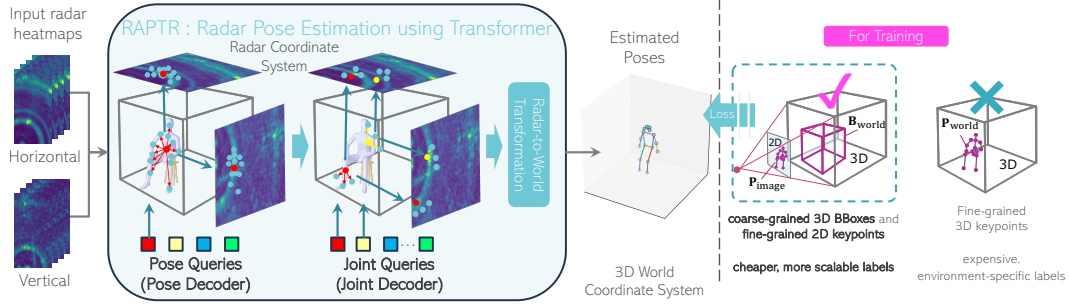 Input radar
heatmaps
Horizontal
Vertical
RAPTR : Radar Pose Estimation using Transformer
Radar Coordinate
System
Pose Queries
(Pose Decoder)
Joint Queries
(Joint Decoder)
Radar-to-World
Transformation
Estimated
Poses
3D World
Coordinate System
For Training
Loss
2D
P image
B world
3D
coarse-grained 3D BBoxes and
fine-grained 2D keypoints
cheaper, more scalable labels
P world
3D
Fine-grained
3D keypoints
expensive,
environment-specific labels